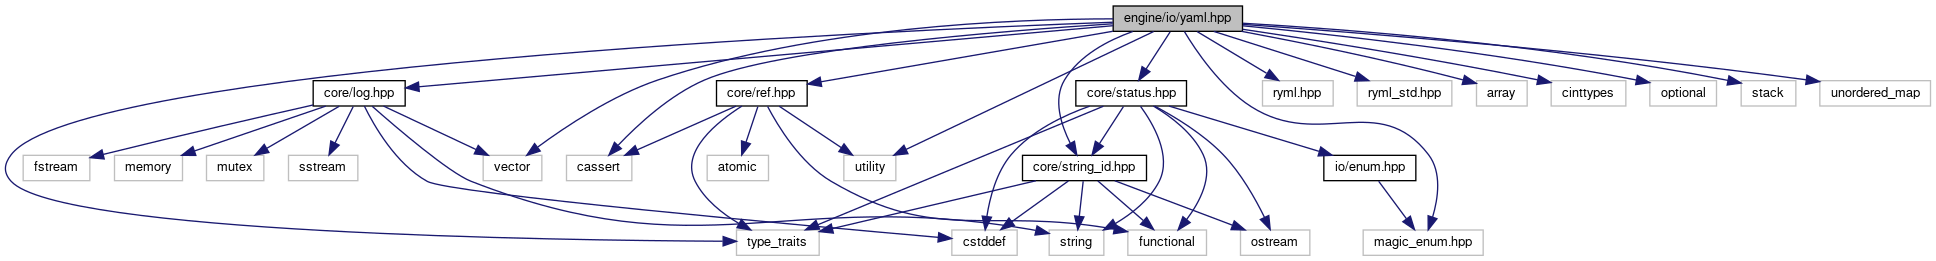 engine/io/yaml.hpp
core/log.hpp
core/ref.hpp
core/status.hpp
ryml.hpp
ryml_std.hpp
array
cinttypes
optional
stack
unordered_map
fstream
memory
mutex
sstream
vector
cassert
atomic
utility
core/string_id.hpp
io/enum.hpp
type_traits
cstddef
string
functional
ostream
magic_enum.hpp